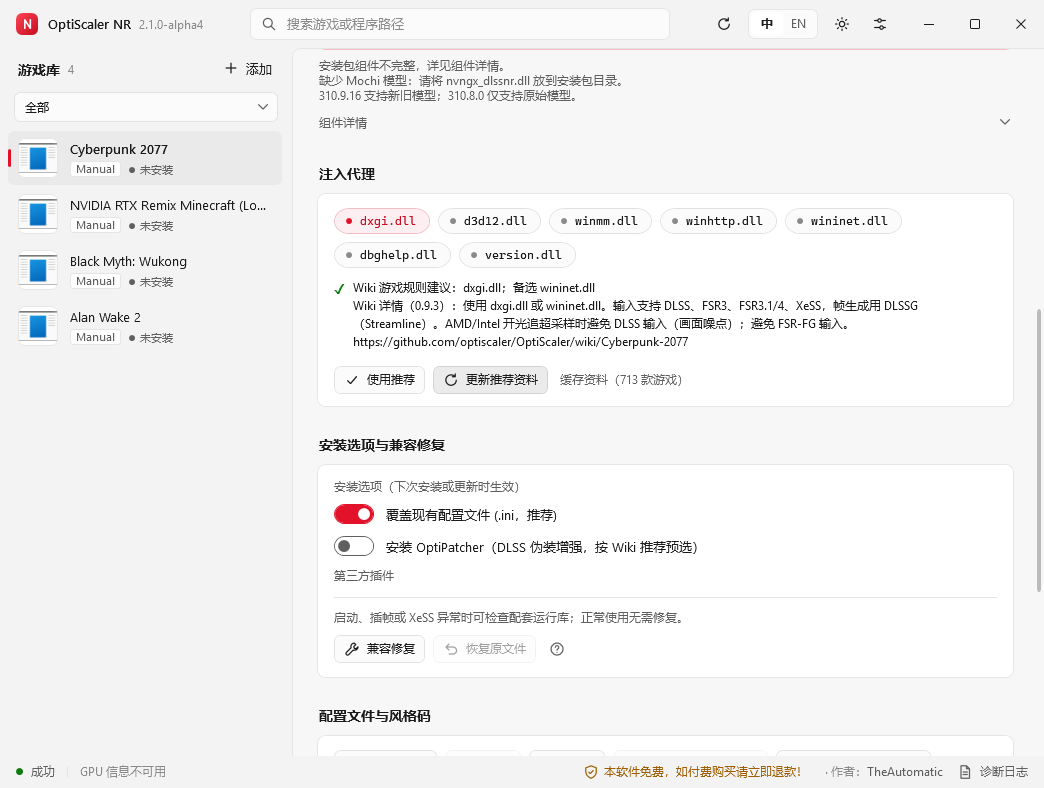 N OptiScaler NR 2.1.0-alpha4
搜索游戏或程序路径
中 EN
游戏库 4
添加
全部
Cyberpunk 2077
Manual 未安装
NVIDIA RTX Remix Minecraft (Lo...
Manual 未安装
Black Myth: Wukong
Manual 未安装
Alan Wake 2
Manual 未安装
安装包组件不完整，详见组件详情。
缺少 Mochi 模型：请将 nvngx_dlssnr.dll 放到安装包目录。
310.9.16 支持新旧模型；310.8.0 仅支持原始模型。
组件详情
注入代理
dxgi.dll d3d12.dll winmm.dll winhttp.dll wininet.dll
dbghelp.dll version.dll
Wiki 游戏规则建议：dxgi.dll；备选 wininet.dll
Wiki 详情（0.9.3）：使用 dxgi.dll 或 wininet.dll。输入支持 DLSS、FSR3、FSR3.1/4、XeSS，帧生成用 DLSSG
（Streamline）。AMD/Intel 开光追超采样时避免 DLSS 输入（画面噪点）；避免 FSR-FG 输入。
https://github.com/optiscaler/OptiScaler/wiki/Cyberpunk-2077
使用推荐 更新推荐资料 缓存资料（713 款游戏）
安装选项与兼容修复
安装选项（下次安装或更新时生效）
覆盖现有配置文件 (.ini，推荐)
安装 OptiPatcher（DLSS 伪装增强，按 Wiki 推荐预选）
第三方插件
启动、插帧或 XeSS 异常时可检查配套运行库；正常使用无需修复。
兼容修复 恢复原文件
配置文件与风格码
成功 GPU 信息不可用
本软件免费，如付费购买请立即退款！ · 作者：TheAutomatic 诊断日志